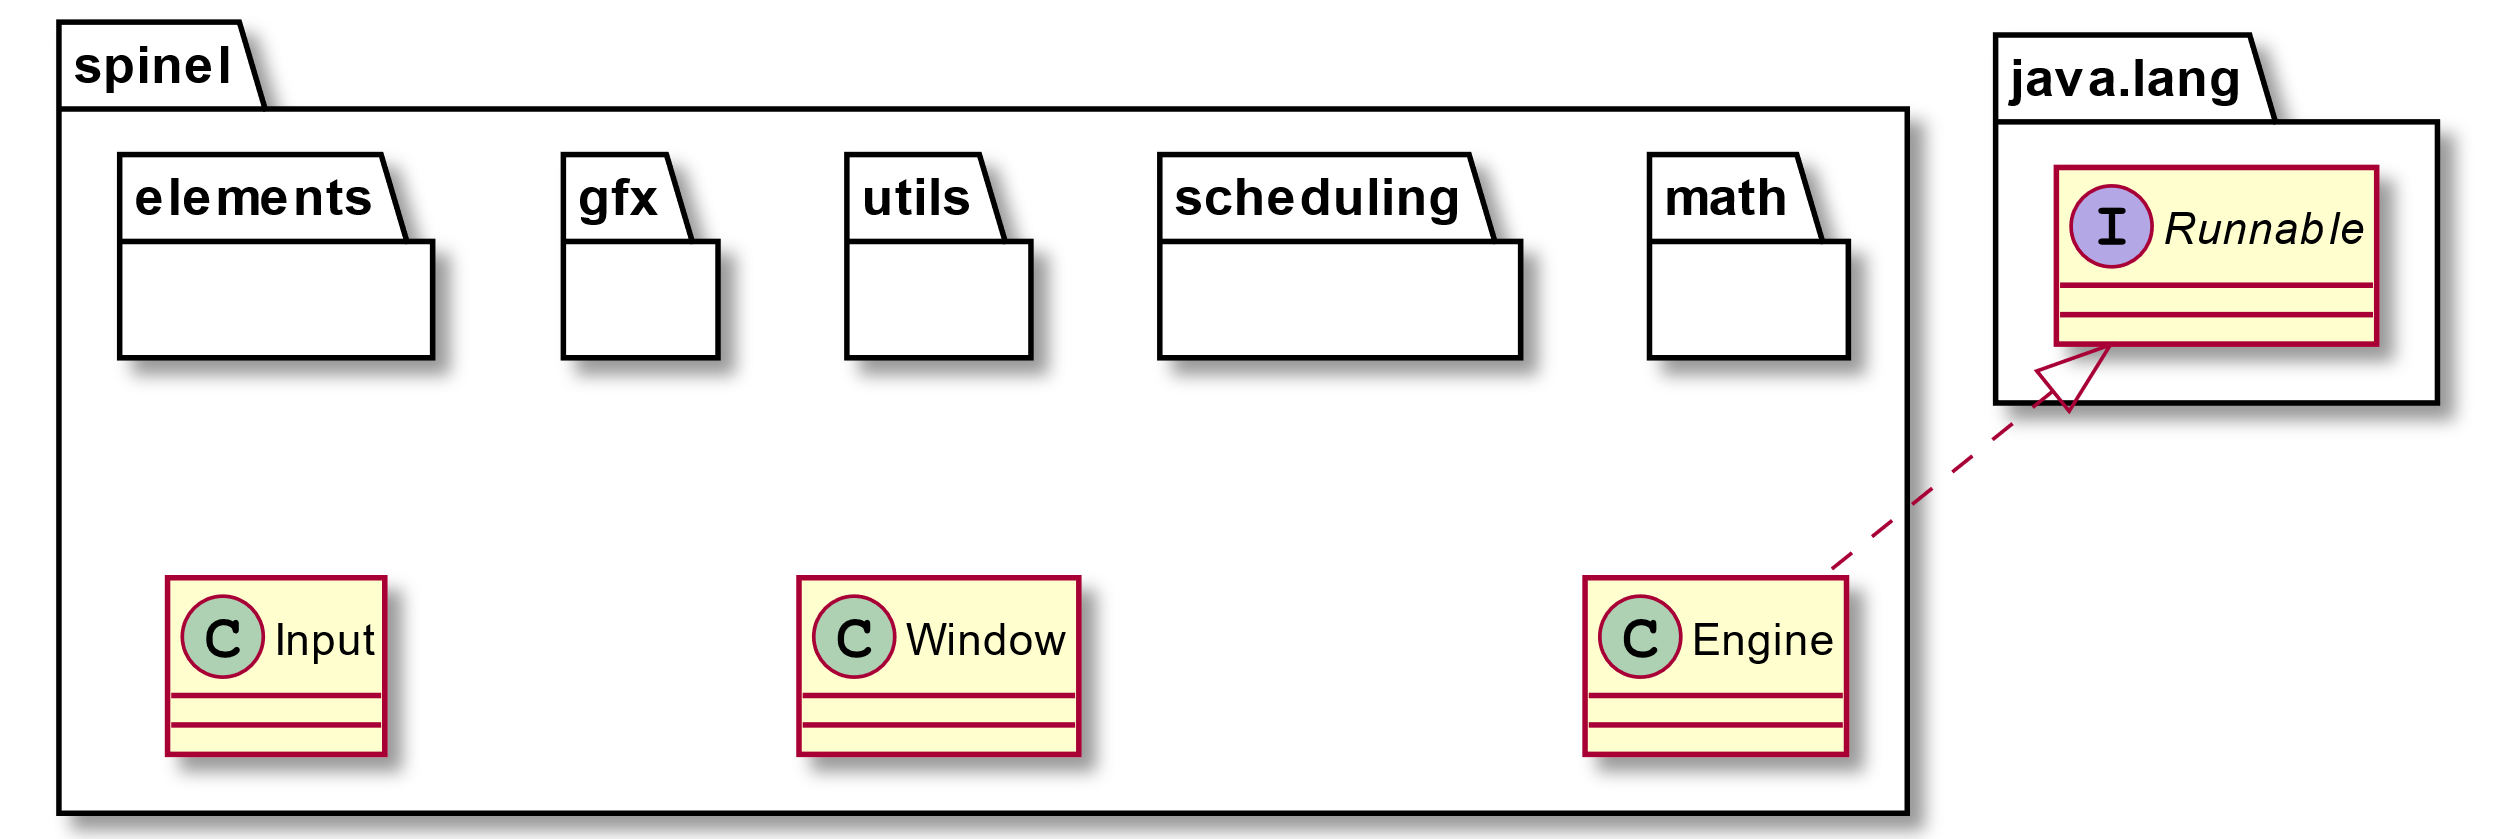 spinel
java.lang
elements
gfx
utils
scheduling
math
I Runnable
C Input
C Window
C Engine